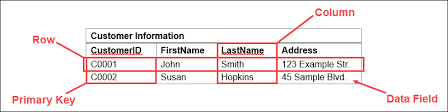 Column
Row
Customer Information
CustomerID FirstName LastName Address
C0001 John Smith 123 Example Str.
C0002 Susan Hopkins 45 Sample Blvd.
Primary Key
Data Field